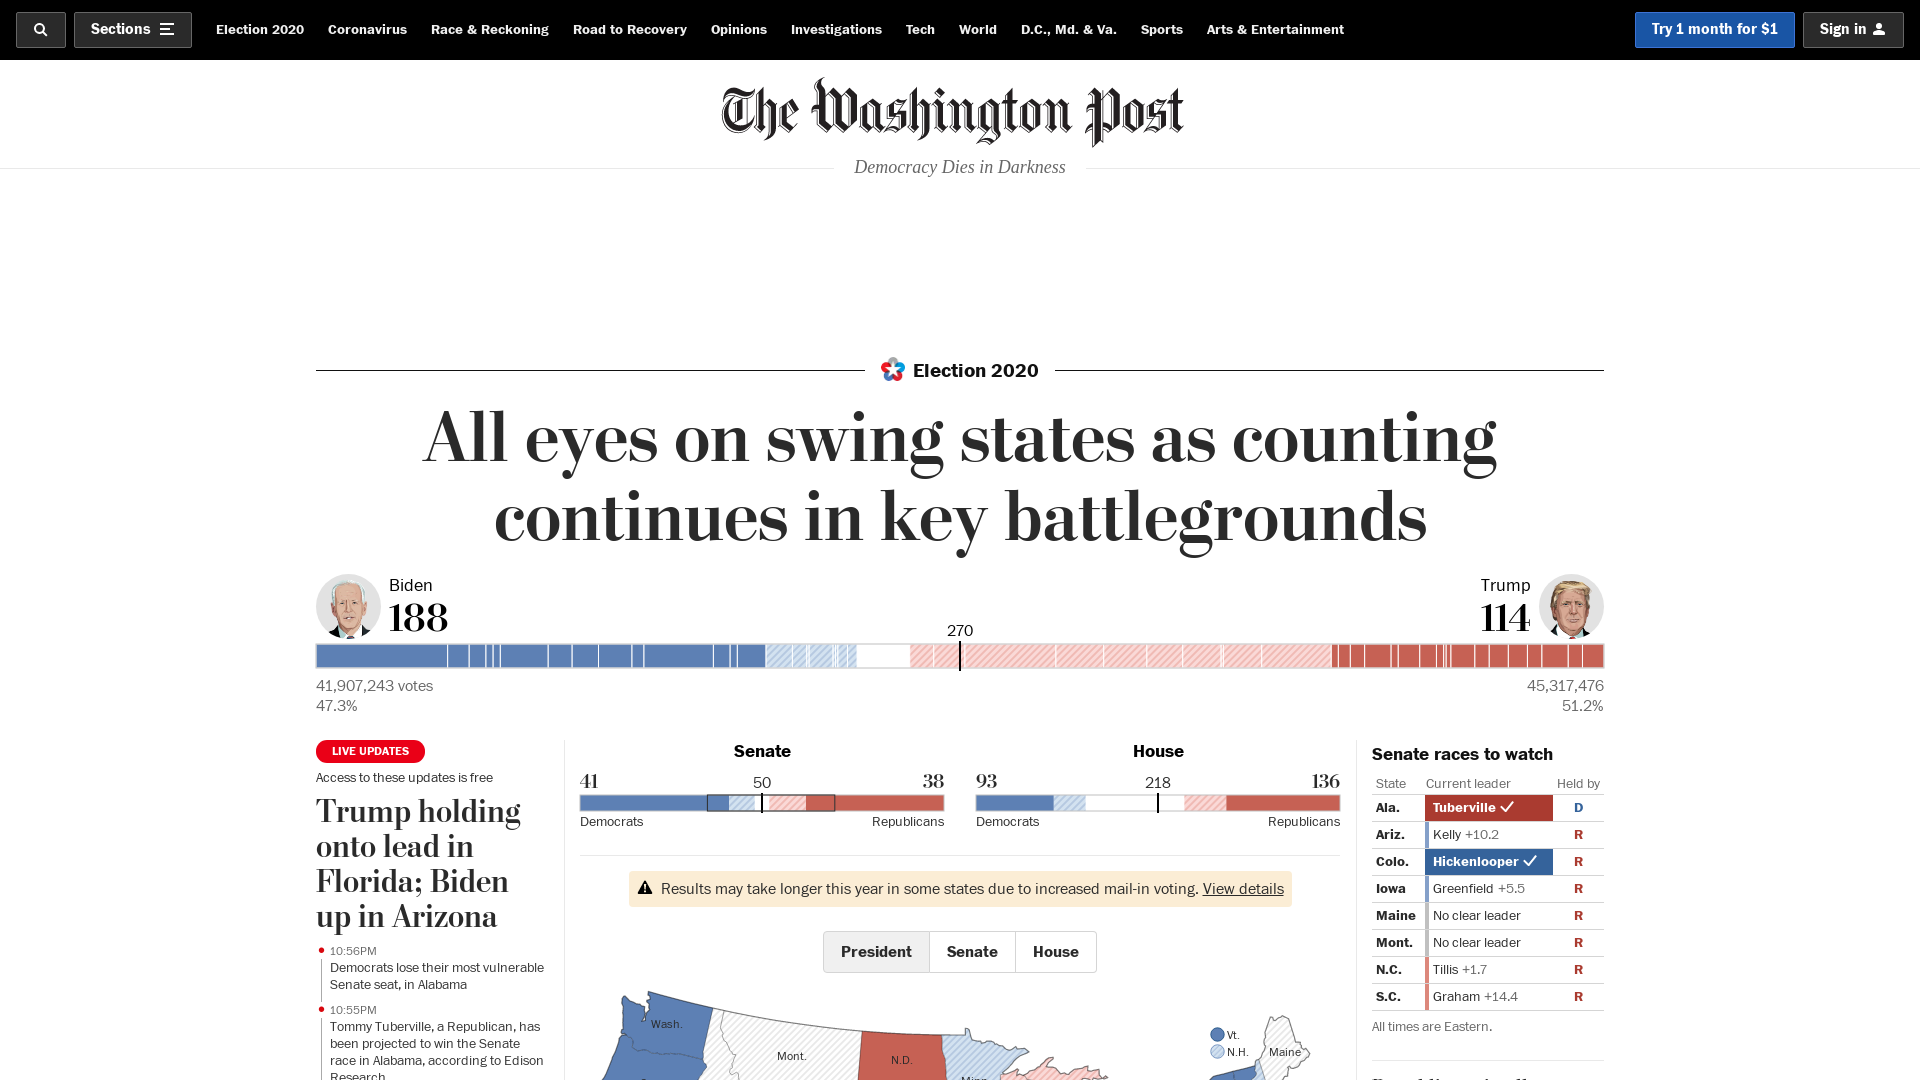 Sections
Election 2020
Coronavirus
Race & Reckoning
Road to Recovery
Opinions
Investigations
Tech
World
D.C., Md. & Va.
Sports
Arts & Entertainment
Try 1 month for $1
Sign in
The Washington Post
Democracy Dies in Darkness
Election 2020
All eyes on swing states as counting
continues in key battlegrounds
Biden
188
Trump
114
270
41,907,243 votes
47.3%
45,317,476
51.2%
LIVE UPDATES
Access to these updates is free
Trump holding
onto lead in
Florida; Biden
up in Arizona
10:56PM
Democrats lose their most vulnerable
Senate seat, in Alabama
10:55PM
Tommy Tuberville, a Republican, has
been projected to win the Senate
race in Alabama, according to Edison
Research
Senate
41
50
38
Democrats
Republicans
House
93
218
136
Democrats
Republicans
Results may take longer this year in some states due to increased mail-in voting. View details
President
Senate
House
Wash.
Mont.
N.D.
Minn.
Vt.
N.H.
Maine
Senate races to watch
State Current leader Held by
Ala. Tuberville D
Ariz. Kelly +10.2 R
Colo. Hickenlooper R
Iowa Greenfield +5.5 R
Maine No clear leader R
Mont. No clear leader R
N.C. Tillis +1.7 R
S.C. Graham +14.4 R
All times are Eastern.